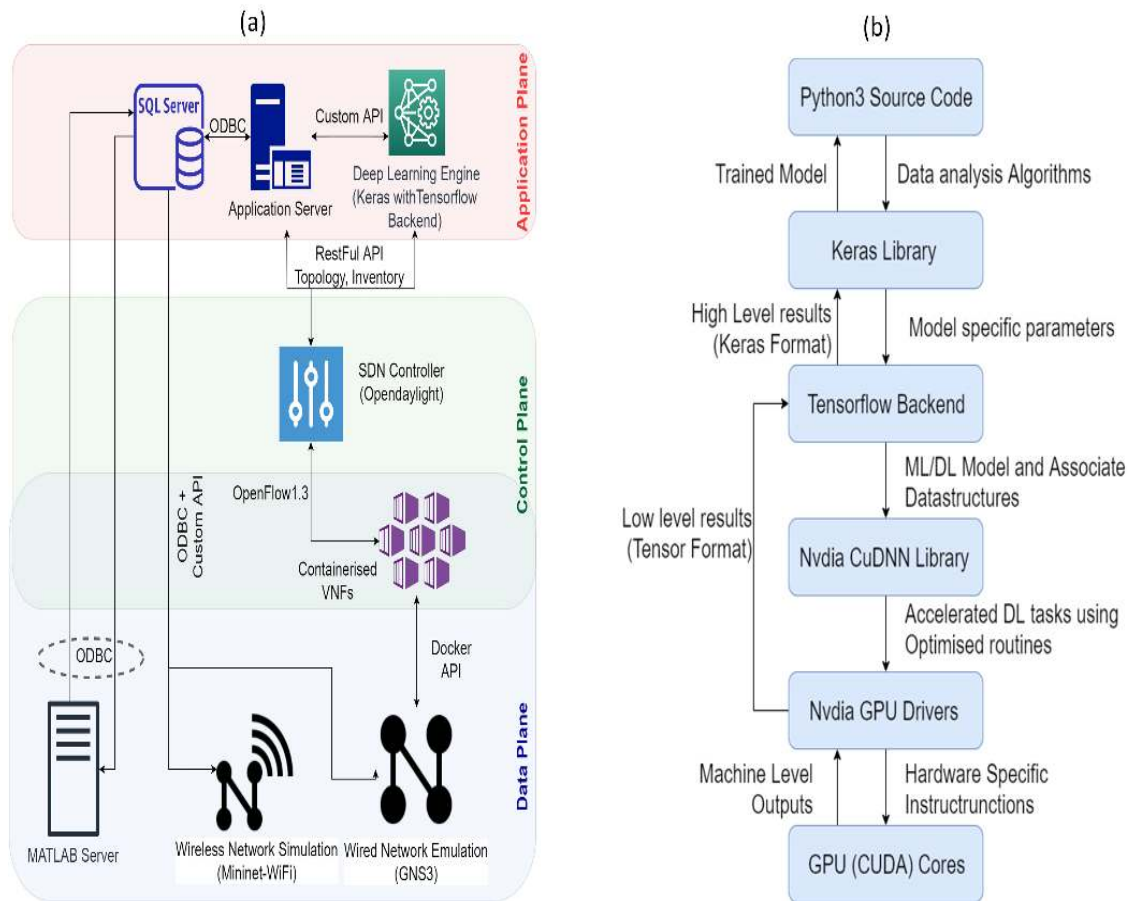 (a)
SQL Server
ODBC
Custom API
Application Server
Deep Learning Engine
(Keras withTensorflow
Backend)
Application Plane
RestFul API
Topology, Inventory
SDN Controller
(Opendaylight)
Control Plane
OpenFlow1.3
ODBC +
Custom API
Containerised
VNFs
ODBC
Docker
API
Data Plane
MATLAB Server
Wireless Network Simulation
(Mininet-WiFi)
Wired Network Emulation
(GNS3)
(b)
Python3 Source Code
Trained Model
Data analysis Algorithms
Keras Library
High Level results
(Keras Format)
Model specific parameters
Tensorflow Backend
ML/DL Model and Associate
Datastructures
Low level results
(Tensor Format)
Nvdia CuDNN Library
Accelerated DL tasks using
Optimised routines
Nvdia GPU Drivers
Machine Level
Outputs
Hardware Specific
Instructrunctions
GPU (CUDA) Cores